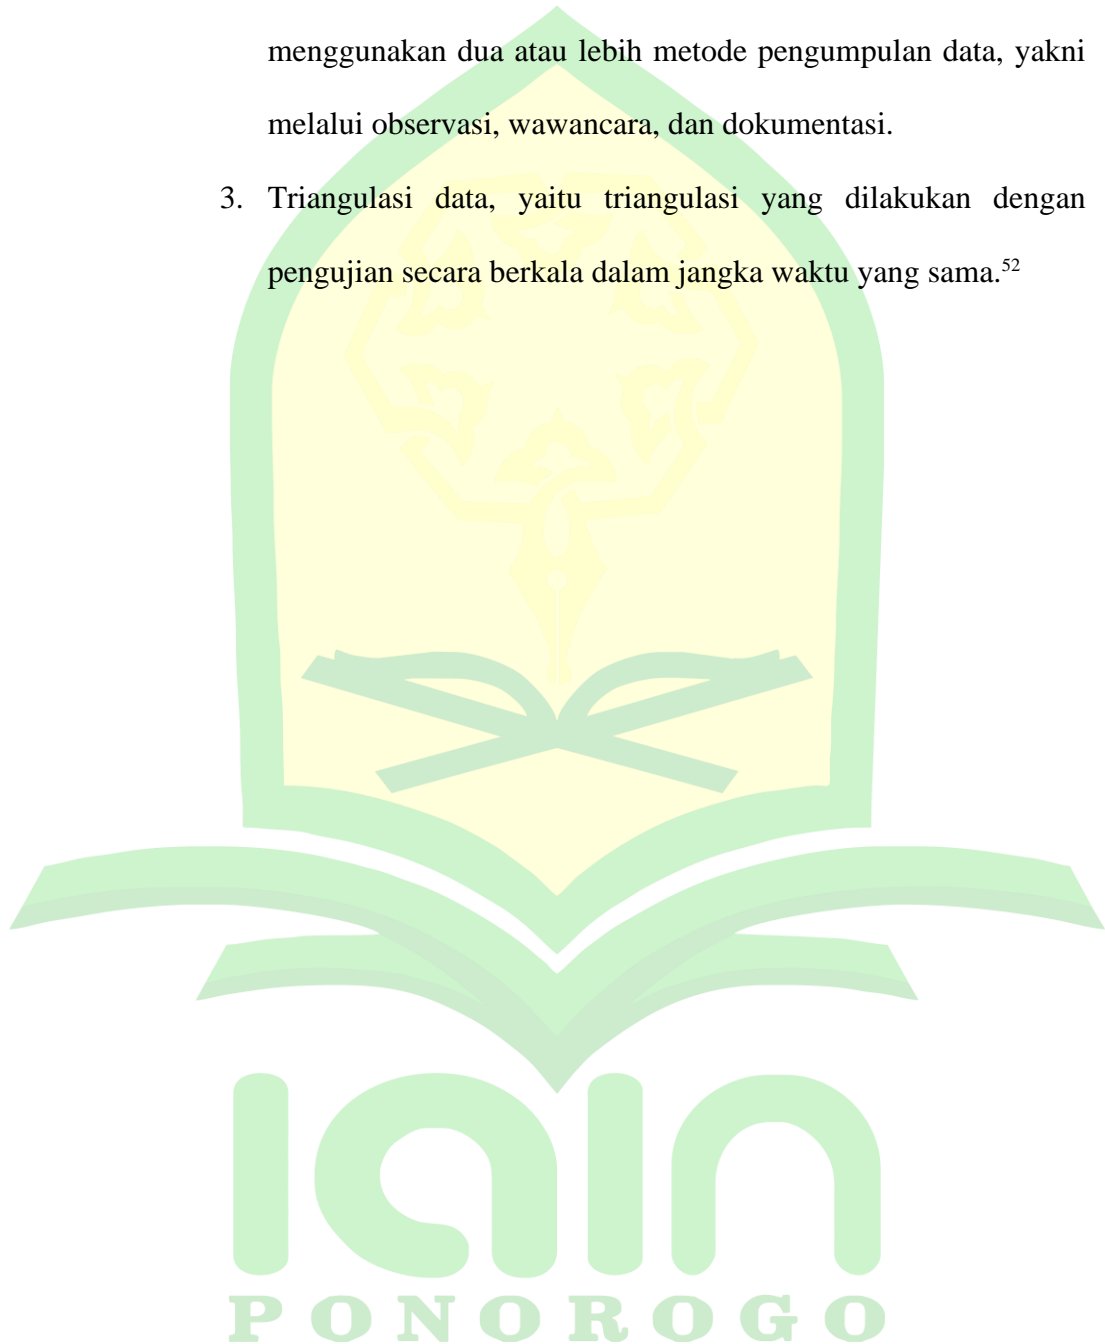 menggunakan dua atau lebih metode pengumpulan data, yakni
melalui observasi, wawancara, dan dokumentasi.
3. Triangulasi data, yaitu triangulasi yang dilakukan dengan
pengujian secara berkala dalam jangka waktu yang sama.⁵²
iain
PONOROGO